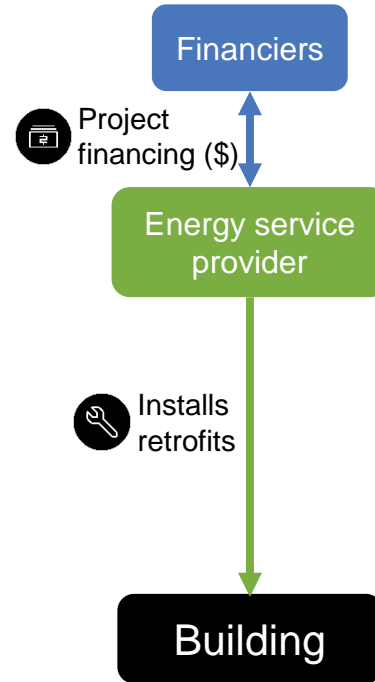 Financiers
Project
financing ($)
Energy service
provider
Installs
retrofits
Building